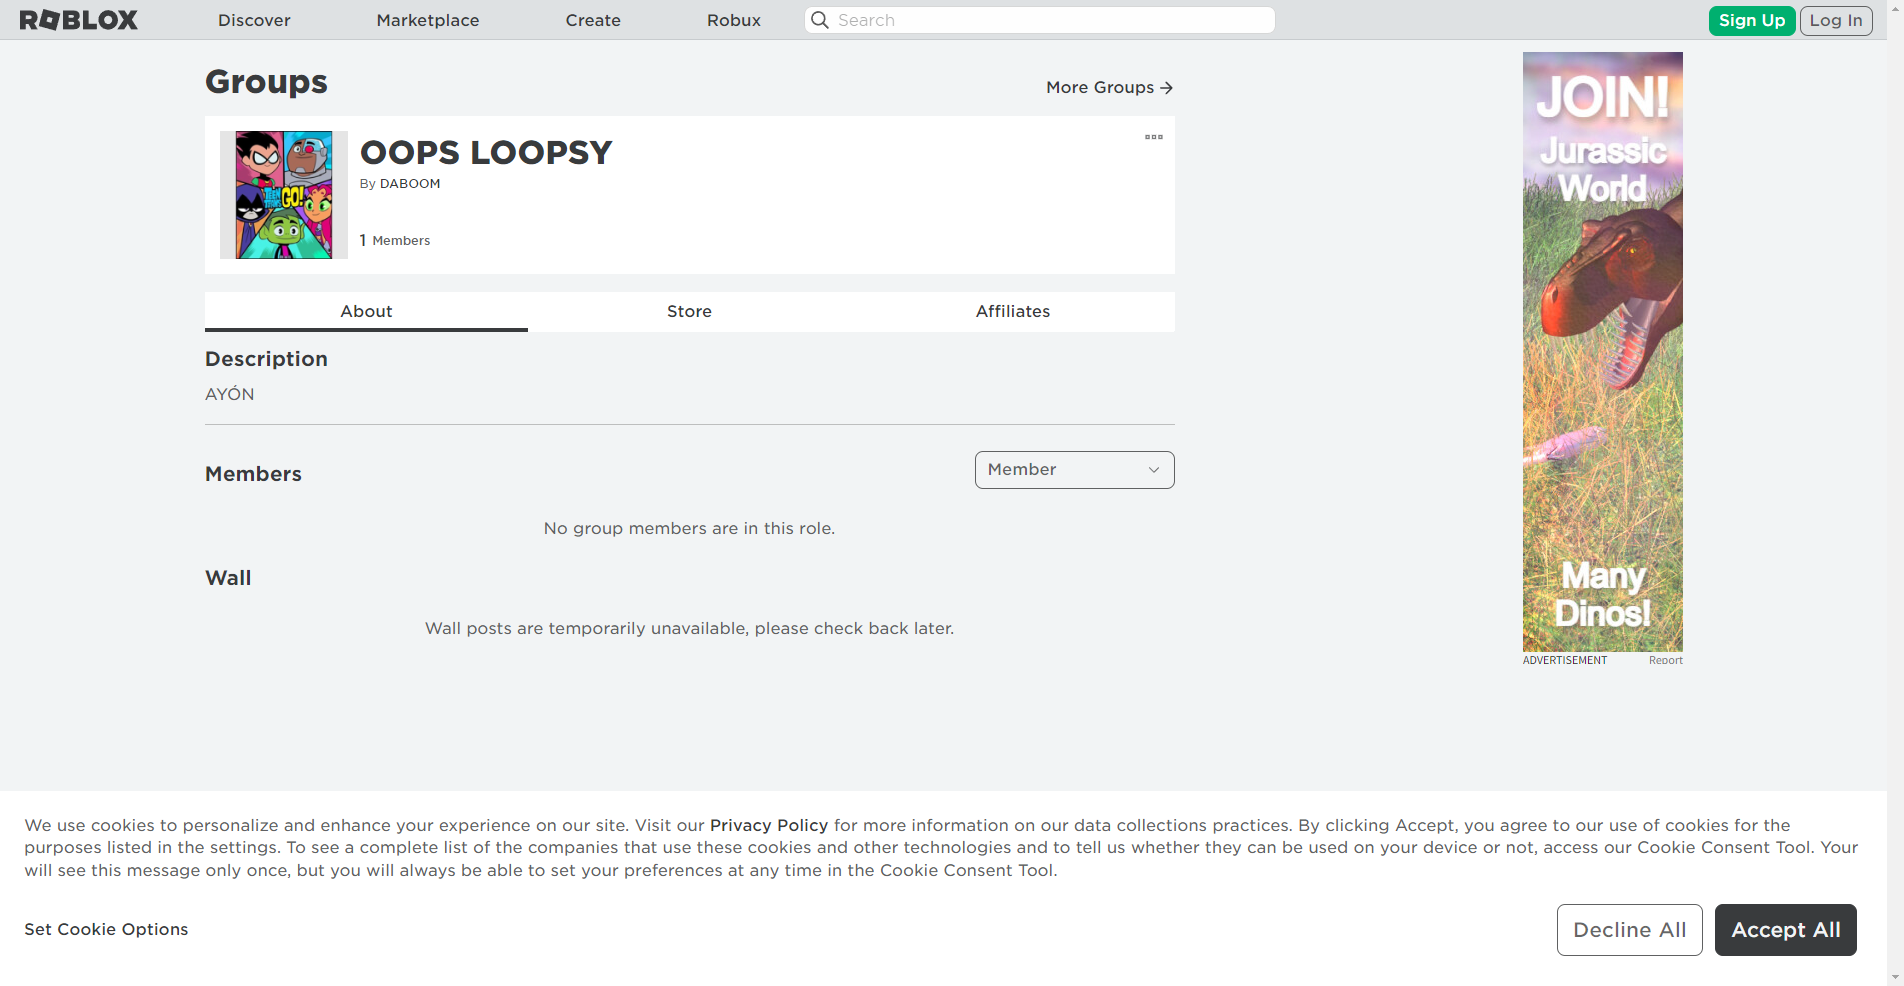 ROBLOX
Discover
Marketplace
Create
Robux
Search
Sign Up
Log In
Groups
More Groups
OOPS LOOPSY
By DABOOM
1 Members
TEEN TITANS GO!
About
Store
Affiliates
Description
AYÓN
Members
Member
No group members are in this role.
Wall
Wall posts are temporarily unavailable, please check back later.
JOIN!
Jurassic
World
Many
Dinos!
ADVERTISEMENT
Report
We use cookies to personalize and enhance your experience on our site. Visit our Privacy Policy for more information on our data collections practices. By clicking Accept, you agree to our use of cookies for the
purposes listed in the settings. To see a complete list of the companies that use these cookies and other technologies and to tell us whether they can be used on your device or not, access our Cookie Consent Tool. Your
will see this message only once, but you will always be able to set your preferences at any time in the Cookie Consent Tool.
Set Cookie Options
Decline All
Accept All